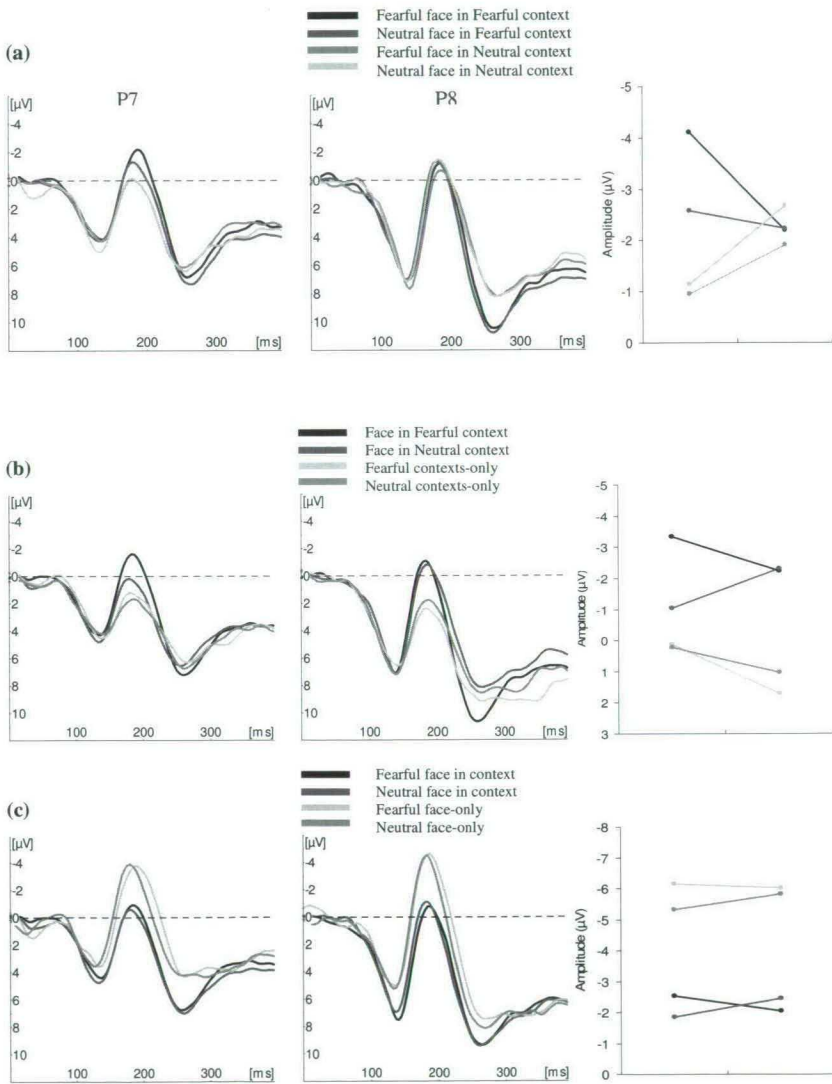 Fearful face in Fearful context
Neutral face in Fearful context
Fearful face in Neutral context
Neutral face in Neutral context
(a)
P7
P8
[µV]
-4
-2
0
2
4
6
8
10
100
200
300
[ms]
[µV]
-4
-2
0
2
4
6
8
10
100
200
300
[ms]
Amplitude (µV)
-5
-4
-3
-2
-1
0
Face in Fearful context
Face in Neutral context
Fearful contexts-only
Neutral contexts-only
(b)
[µV]
-4
-2
0
2
4
6
8
10
100
200
300
[ms]
[µV]
-4
-2
0
2
4
6
8
10
100
200
300
[ms]
Amplitude (µV)
-5
-4
-3
-2
-1
0
1
2
3
Fearful face in context
Neutral face in context
Fearful face-only
Neutral face-only
(c)
[µV]
-4
-2
0
2
4
6
8
10
100
200
300
[ms]
[µV]
-4
-2
0
2
4
6
8
10
100
200
300
[ms]
Amplitude (µV)
-8
-7
-6
-5
-4
-3
-2
-1
0